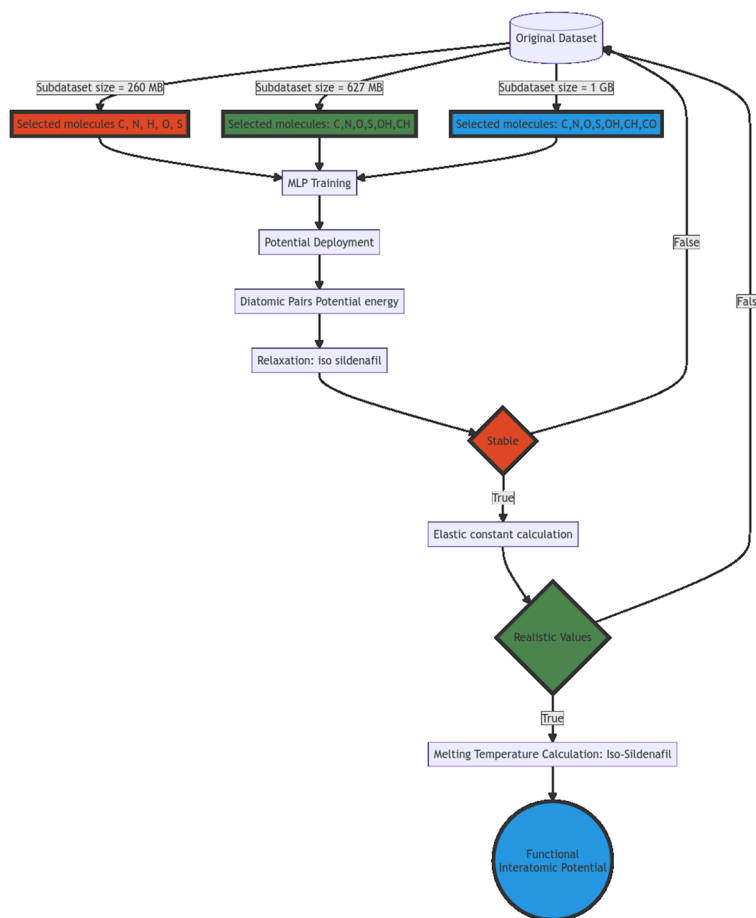 Original Dataset
Subdataset size = 260 MB
Subdataset size = 627 MB
Subdataset size = 1 GB
Selected molecules C, N, H, O, S
Selected molecules: C,N,O,S,OH,CH
Selected molecules: C,N,O,S,OH,CH,CO
MLP Training
Potential Deployment
False
Diatomic Pairs Potential energy
Fals
Relaxation: iso sildenafil
Stable
True
Elastic constant calculation
Realistic Values
True
Melting Temperature Calculation: Iso-Sildenafil
Functional
Interatomic Potential